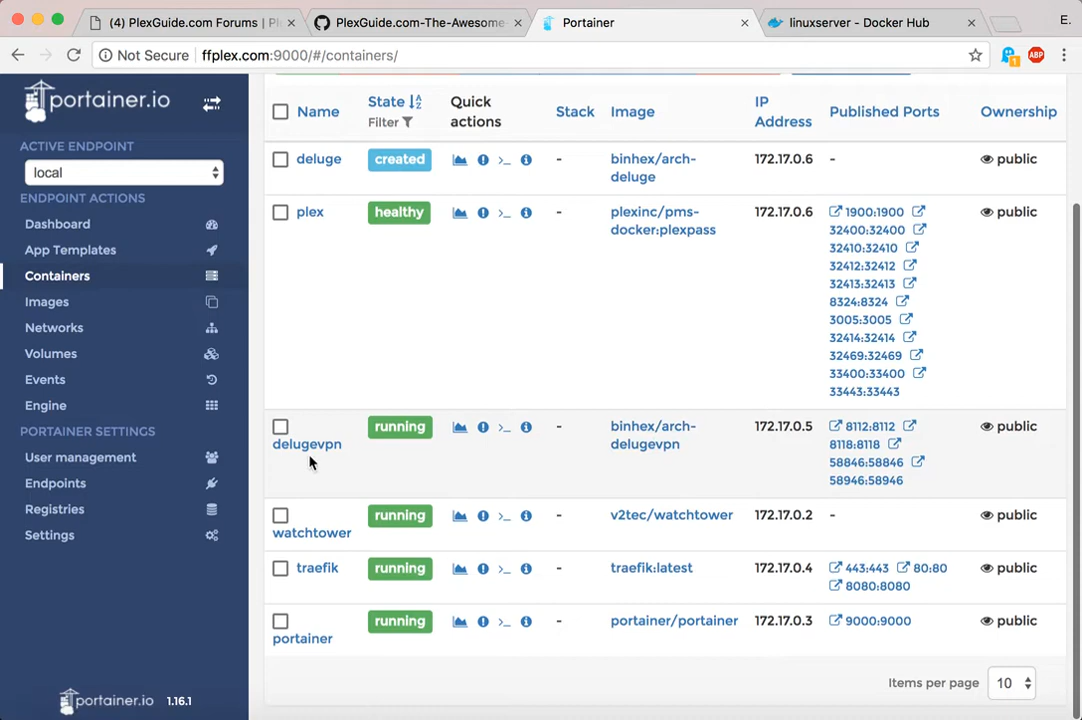 (4) PlexGuide.com Forums | Pl
PlexGuide.com-The-Awesome-
Portainer
linuxserver - Docker Hub
E.
Not Secure
ffplex.com:9000/#/containers/
1
ABP
portainer.io
ACTIVE ENDPOINT
local
ENDPOINT ACTIONS
Dashboard
App Templates
Containers
Images
Networks
Volumes
Events
Engine
PORTAINER SETTINGS
User management
Endpoints
Registries
Settings
portainer.io 1.16.1
Name
State
Filter
Quick
actions
Stack
Image
IP
Address
Published Ports
Ownership
deluge
created
-
binhex/arch-
deluge
172.17.0.6
-
public
plex
healthy
-
plexinc/pms-
docker:plexpass
172.17.0.6
1900:1900
32400:32400
32410:32410
32412:32412
32413:32413
8324:8324
3005:3005
32414:32414
32469:32469
33400:33400
33443:33443
public
delugevpn
running
-
binhex/arch-
delugevpn
172.17.0.5
8112:8112
8118:8118
58846:58846
58946:58946
public
watchtower
running
-
v2tec/watchtower
172.17.0.2
-
public
traefik
running
-
traefik:latest
172.17.0.4
443:443 80:80
8080:8080
public
portainer
running
-
portainer/portainer
172.17.0.3
9000:9000
public
Items per page
10